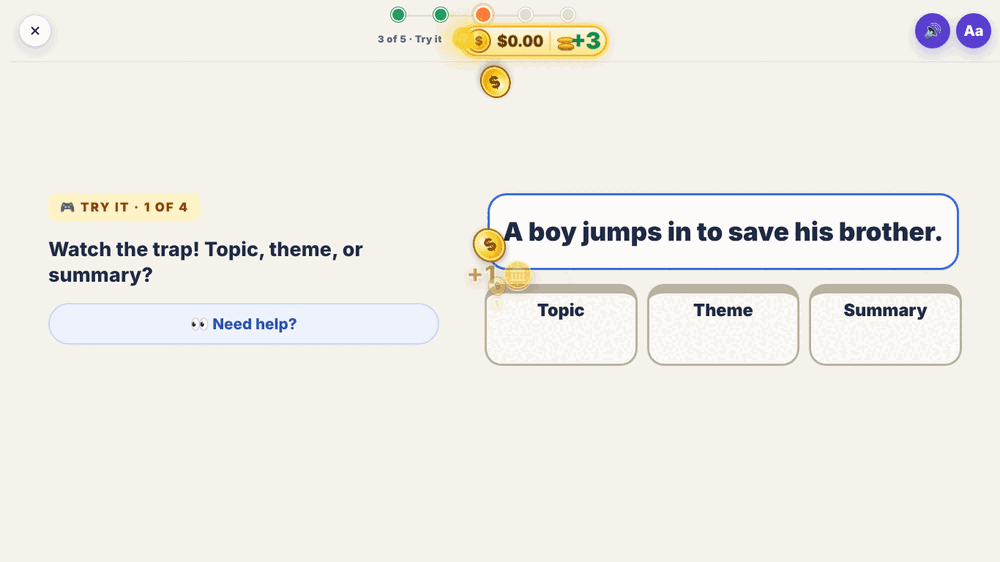 ✕
3 of 5 · Try it
$0.00
+3
Aa
🎮 TRY IT · 1 OF 4
Watch the trap! Topic, theme, or
summary?
👀 Need help?
A boy jumps in to save his brother.
+1
Topic
Theme
Summary